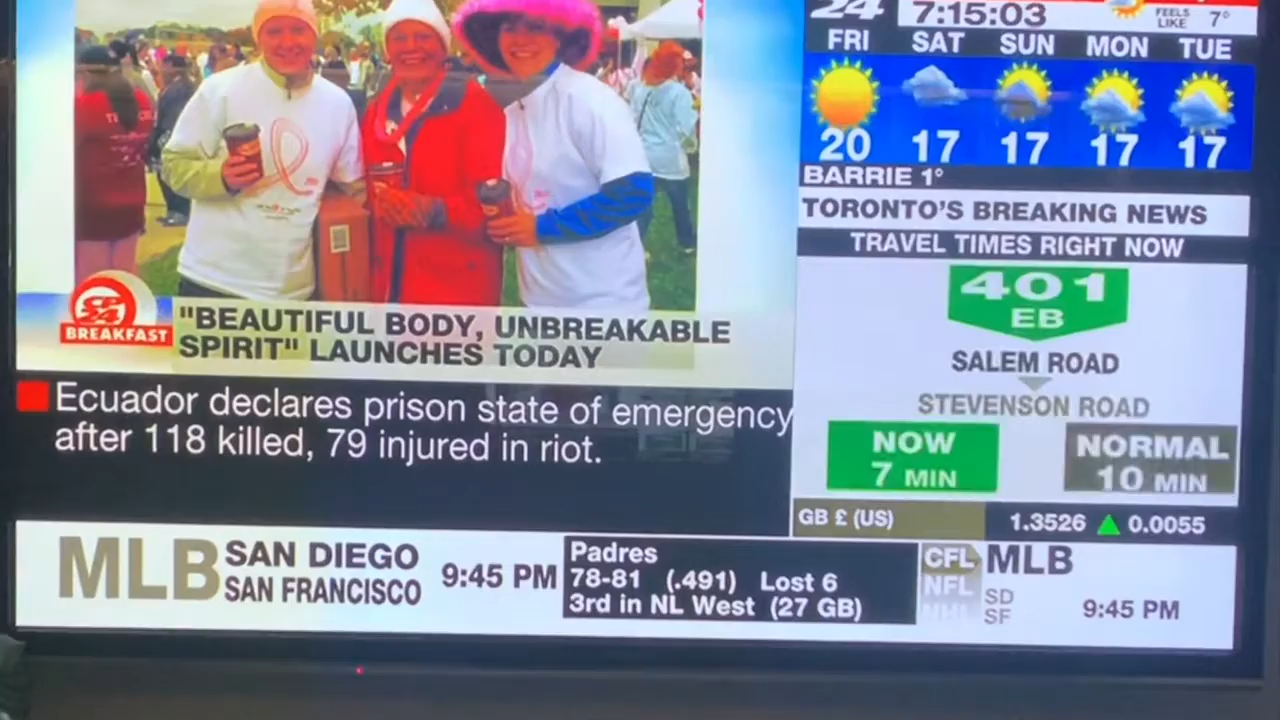 24
7:15:03
FEELS
LIKE 7°
FRI SAT SUN MON TUE
20 17 17 17 17
BARRIE 1°
TORONTO'S BREAKING NEWS
TRAVEL TIMES RIGHT NOW
401
EB
SALEM ROAD
STEVENSON ROAD
NOW
7 MIN
NORMAL
10 MIN
GB £ (US) 1.3526 0.0055
CP
24
BREAKFAST
"BEAUTIFUL BODY, UNBREAKABLE
SPIRIT" LAUNCHES TODAY
Ecuador declares prison state of emergency
after 118 killed, 79 injured in riot.
MLB
SAN DIEGO
SAN FRANCISCO
9:45 PM
Padres
78-81 (.491) Lost 6
3rd in NL West (27 GB)
CFL
NFL
NHL
MLB
SD
SF
9:45 PM